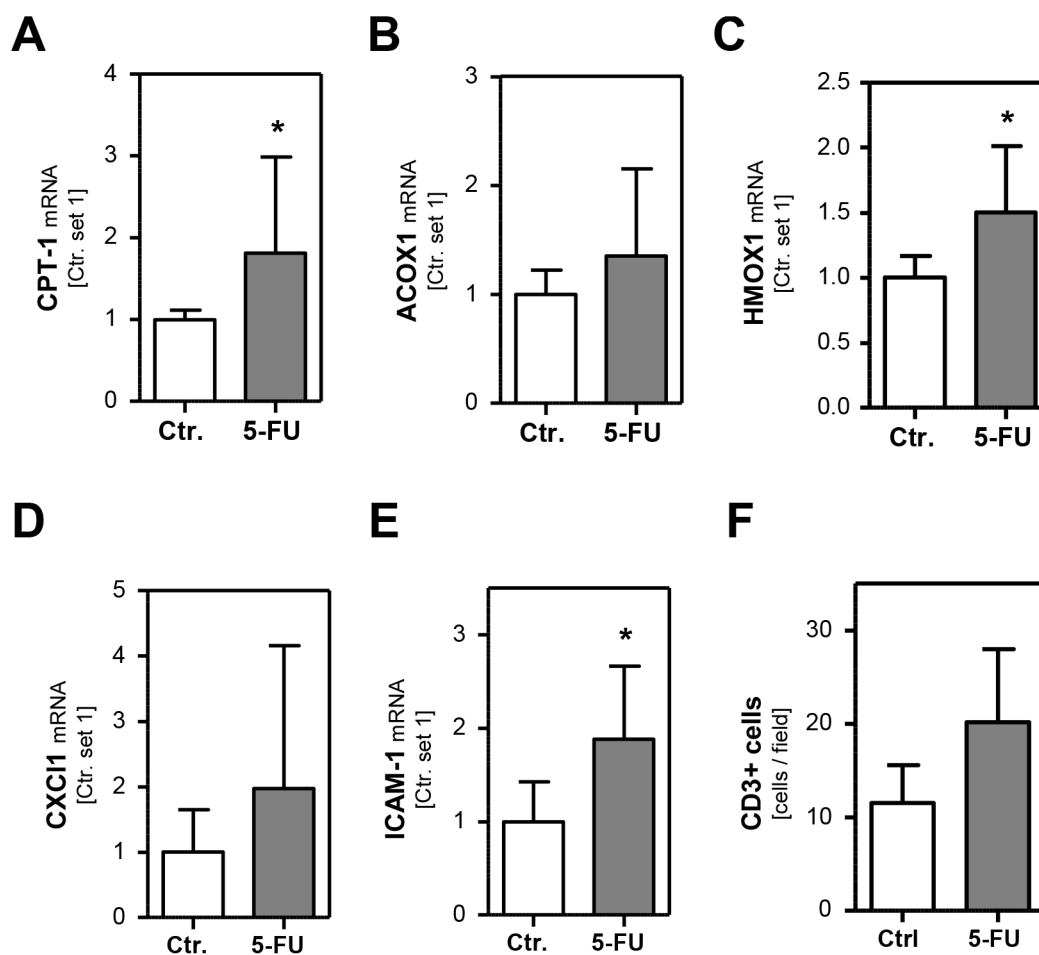 A
CPT-1 mRNA
[Ctr. set 1]
4
3
2
1
0
*
Ctr.
5-FU
B
ACOX1 mRNA
[Ctr. set 1]
3
2
1
0
Ctr.
5-FU
C
HMOX1 mRNA
[Ctr. set 1]
2.5
2.0
1.5
1.0
0.5
0.0
*
Ctr.
5-FU
D
CXCl1 mRNA
[Ctr. set 1]
5
4
3
2
1
0
Ctr.
5-FU
E
ICAM-1 mRNA
[Ctr. set 1]
3
2
1
0
*
Ctr.
5-FU
F
CD3+ cells
[cells / field]
30
20
10
0
Ctrl
5-FU